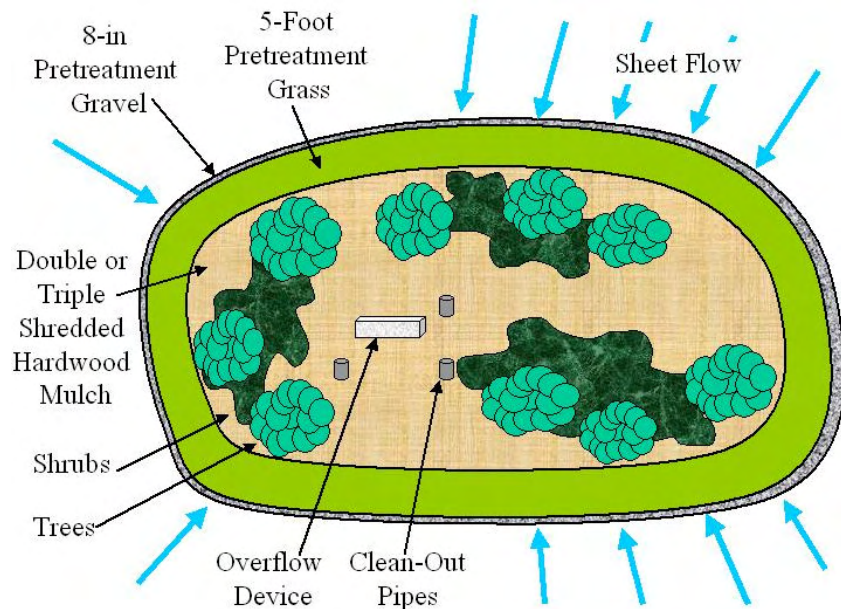 8-in
Pretreatment
Gravel
5-Foot
Pretreatment
Grass
Sheet Flow
Double or
Triple
Shredded
Hardwood
Mulch
Shrubs
Trees
Overflow
Device
Clean-Out
Pipes